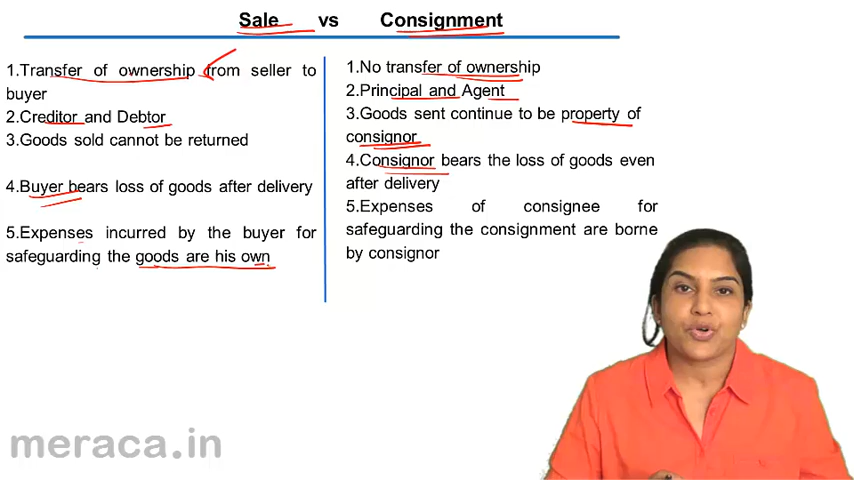 Sale vs Consignment
1.Transfer of ownership from seller to
buyer
2.Creditor and Debtor
3.Goods sold cannot be returned
4.Buyer bears loss of goods after delivery
5.Expenses incurred by the buyer for
safeguarding the goods are his own
1.No transfer of ownership
2.Principal and Agent
3.Goods sent continue to be property of
consignor
4.Consignor bears the loss of goods even
after delivery
5.Expenses of consignee for
safeguarding the consignment are borne
by consignor
meraca.in